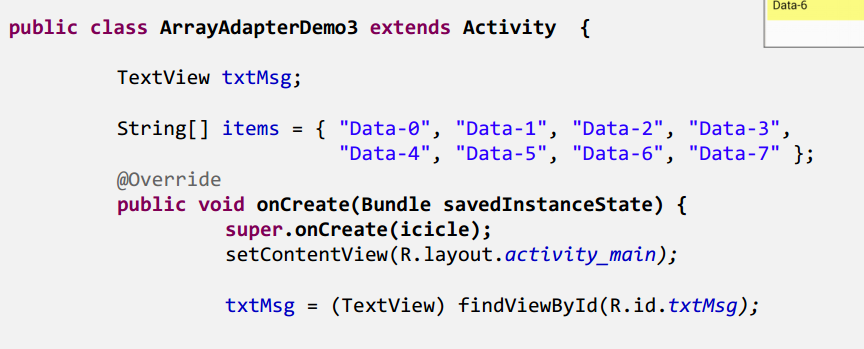 Data-6
public class ArrayAdapterDemo3 extends Activity {
TextView txtMsg;
String[] items = { "Data-0", "Data-1", "Data-2", "Data-3",
"Data-4", "Data-5", "Data-6", "Data-7" };
@Override
public void onCreate(Bundle savedInstanceState) {
super.onCreate(icicle);
setContentView(R.layout.activity_main);
txtMsg = (TextView) findViewById(R.id.txtMsg);